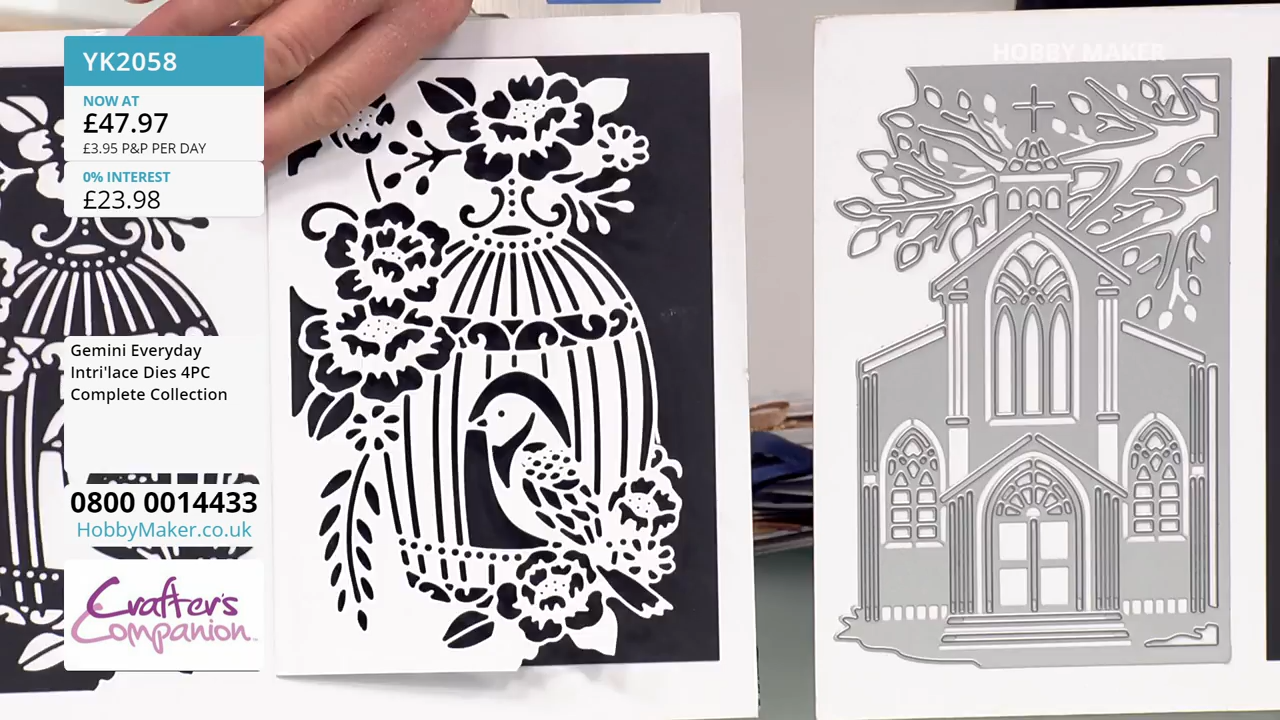 YK2058
NOW AT
£47.97
£3.95 P&P PER DAY
0% INTEREST
£23.98
Gemini Everyday
Intri'lace Dies 4PC
Complete Collection
0800 0014433
HobbyMaker.co.uk
Crafter's
Companion
HOBBY MAKER